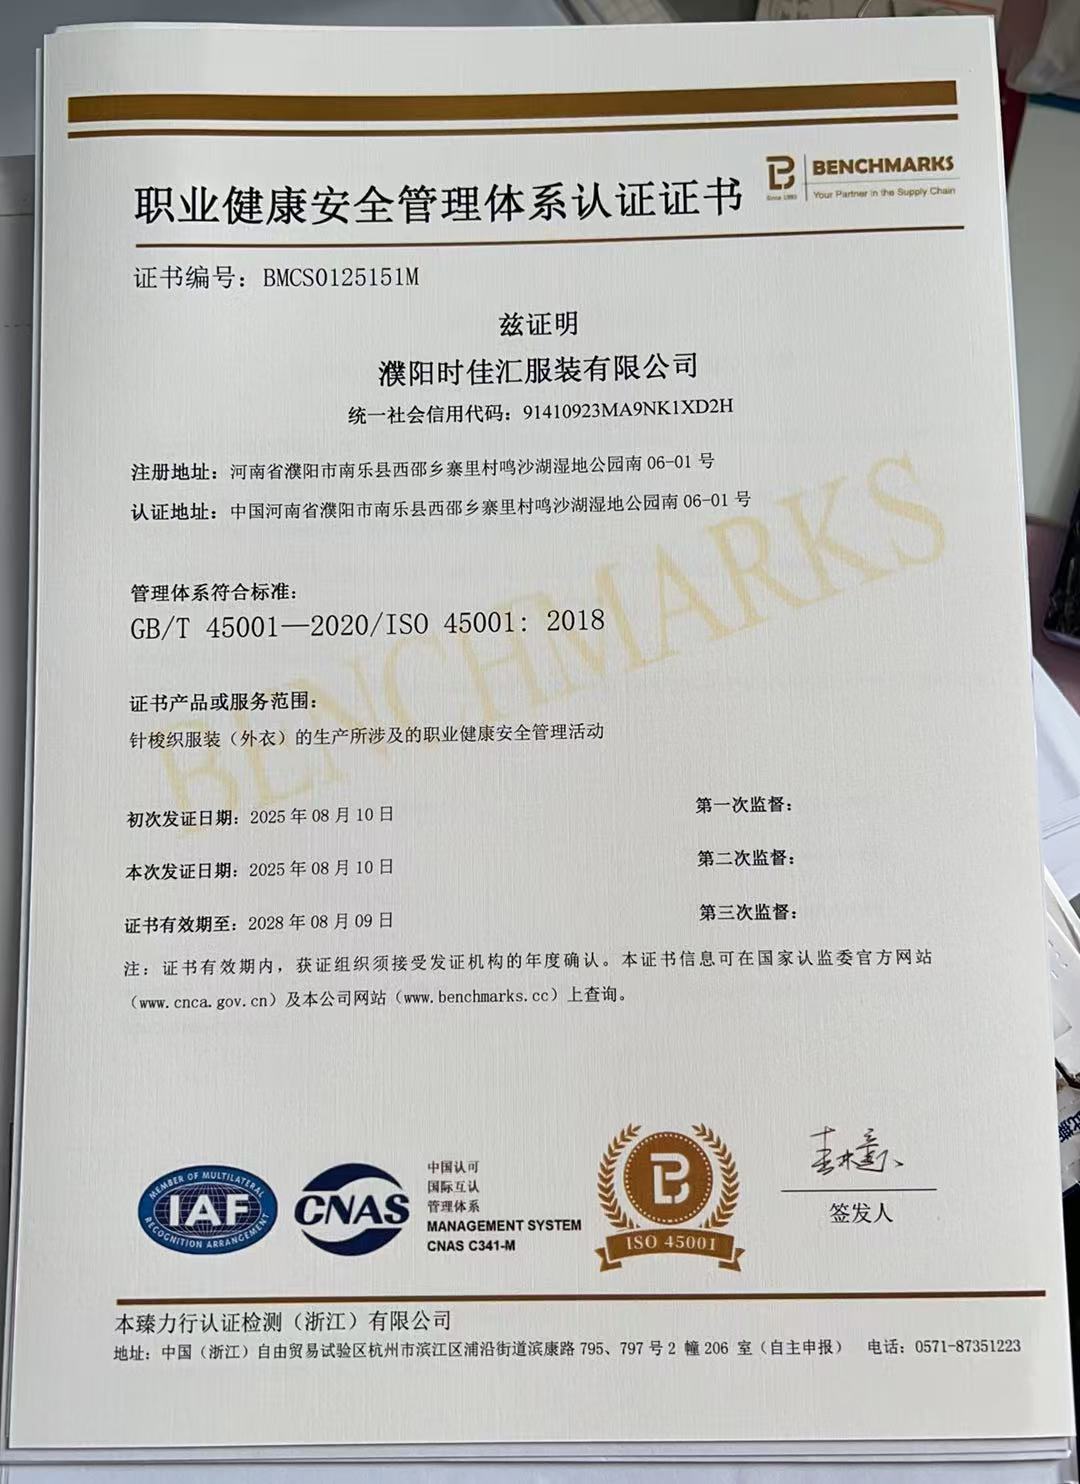 BENCHMARKS
Your Partner in the Supply Chain
Since 1993
职业健康安全管理体系认证证书
证书编号：BMCS0125151M
兹证明
濮阳时佳汇服装有限公司
统一社会信用代码：91410923MA9NK1XD2H
注册地址：河南省濮阳市南乐县西邵乡寨里村鸣沙湖湿地公园南 06-01 号
认证地址：中国河南省濮阳市南乐县西邵乡寨里村鸣沙湖湿地公园南 06-01 号
BENCHMARKS
管理体系符合标准：
GB/T 45001—2020/ISO 45001: 2018
证书产品或服务范围：
针梭织服装（外衣）的生产所涉及的职业健康安全管理活动
初次发证日期：2025 年 08 月 10 日
第一次监督：
本次发证日期：2025 年 08 月 10 日
第二次监督：
证书有效期至：2028 年 08 月 09 日
第三次监督：
注：证书有效期内，获证组织须接受发证机构的年度确认。本证书信息可在国家认监委官方网站
（www.cnca.gov.cn）及本公司网站（www.benchmarks.cc）上查询。
MEMBER OF MULTILATERAL
IAF
RECOGNITION ARRANGEMENT
CNAS
中国认可
国际互认
管理体系
MANAGEMENT SYSTEM
CNAS C341-M
ISO 45001
签发人
本臻力行认证检测（浙江）有限公司
地址：中国（浙江）自由贸易试验区杭州市滨江区浦沿街道滨康路 795、797 号 2 幢 206 室（自主申报） 电话：0571-87351223